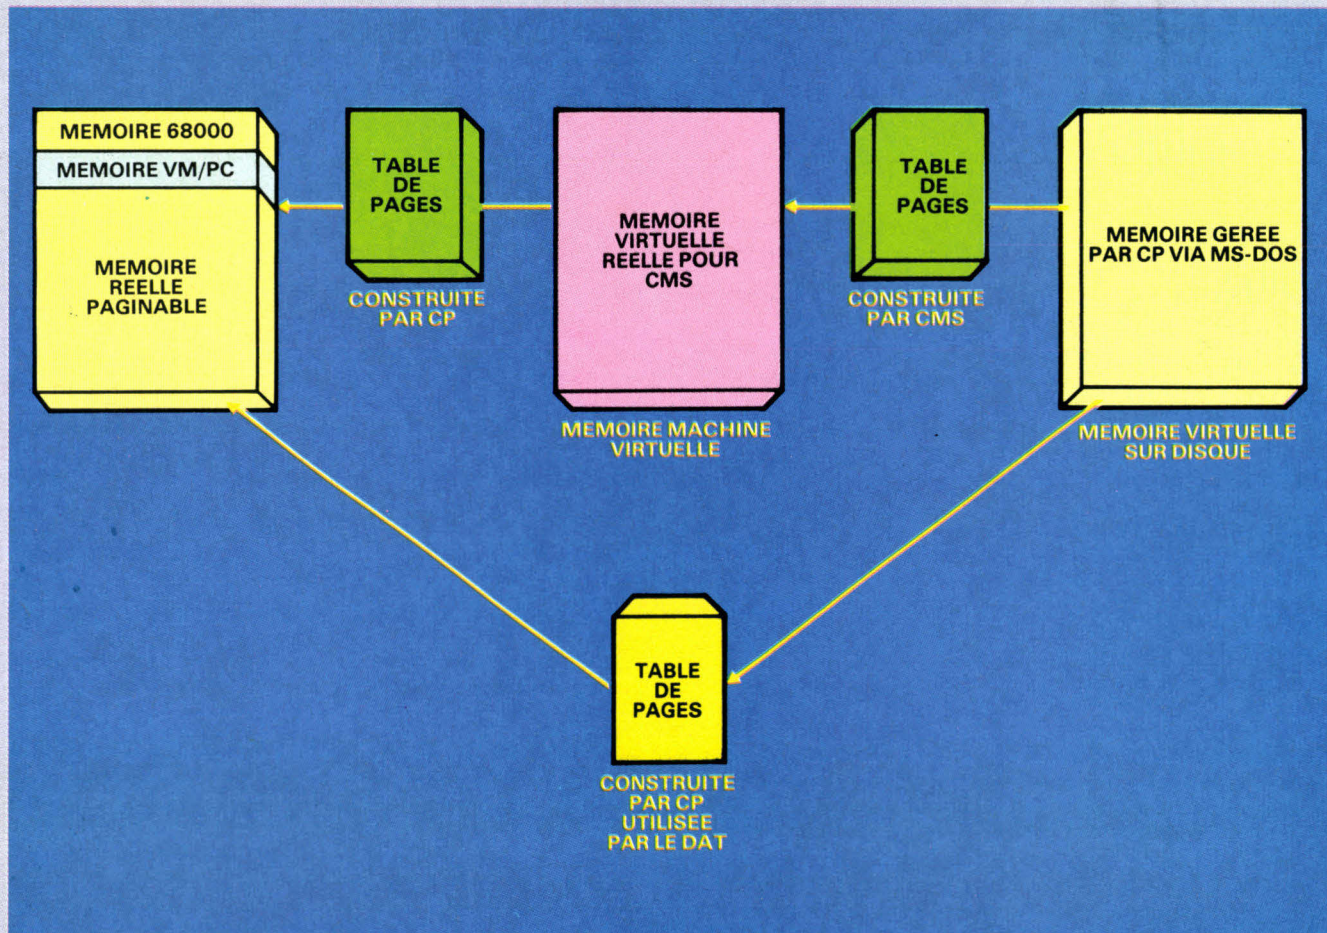 MEMOIRE 68000
MEMOIRE VM/PC
MEMOIRE
REELLE
PAGINABLE
TABLE
DE
PAGES
CONSTRUITE
PAR CP
MEMOIRE
VIRTUELLE
REELLE POUR
CMS
MEMOIRE MACHINE
VIRTUELLE
TABLE
DE
PAGES
CONSTRUITE
PAR CMS
MEMOIRE GEREE
PAR CP VIA MS-DOS
MEMOIRE VIRTUELLE
SUR DISQUE
TABLE
DE
PAGES
CONSTRUITE
PAR CP
UTILISEE
PAR LE DAT